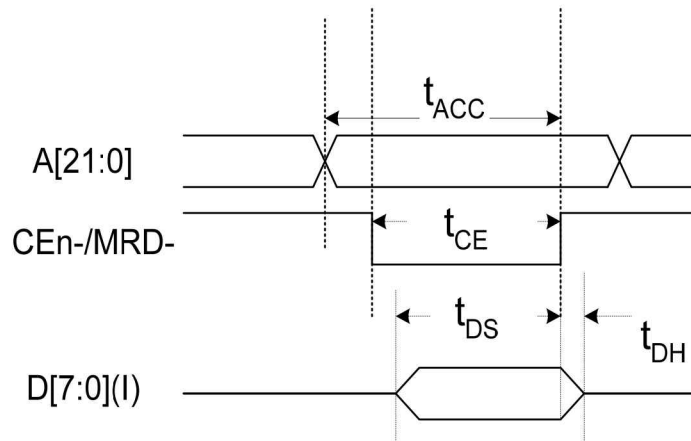 tACC
A[21:0]
CEn-/MRD-
tCE
tDS
tDH
D[7:0](I)